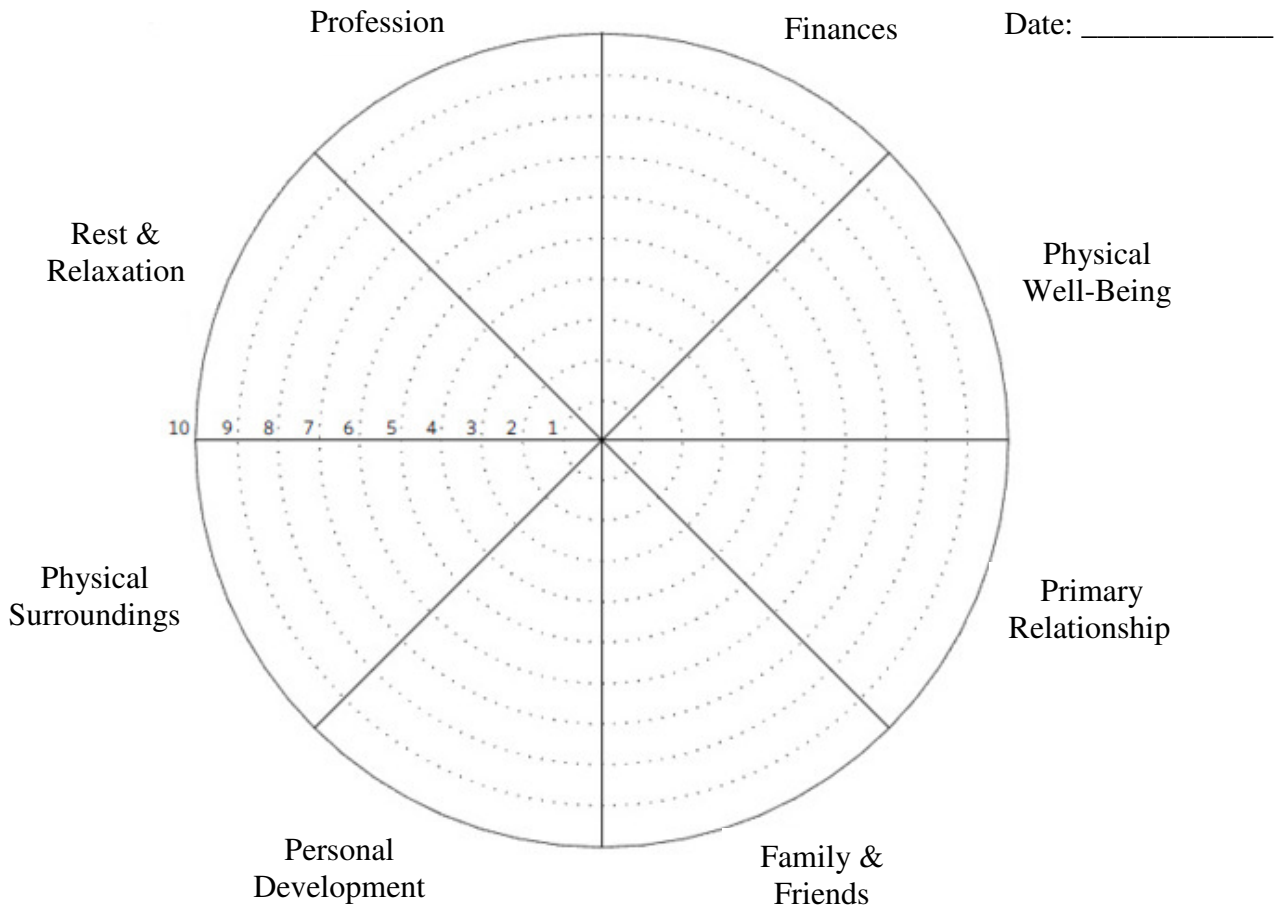 Profession
Finances
Date: ____________
Rest &
Relaxation
Physical
Well-Being
10 9 8 7 6 5 4 3 2 1
Physical
Surroundings
Primary
Relationship
Personal
Development
Family &
Friends